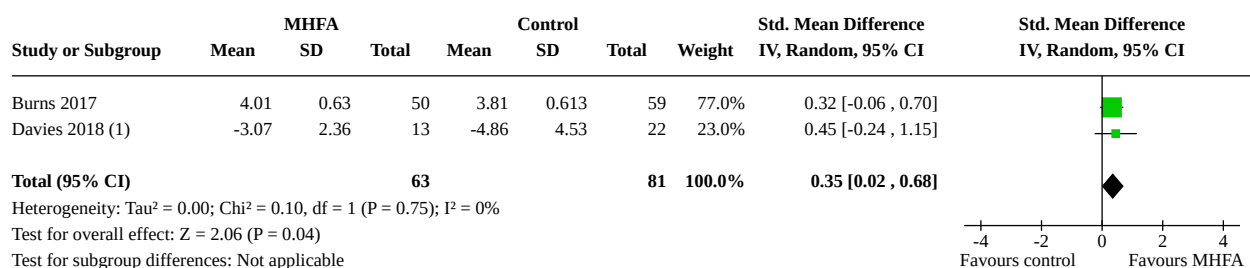 MHFA Control Std. Mean Difference Std. Mean Difference
Study or Subgroup Mean SD Total Mean SD Total Weight IV, Random, 95% CI IV, Random, 95% CI
Burns 2017 4.01 0.63 50 3.81 0.613 59 77.0% 0.32 [-0.06 , 0.70]
Davies 2018 (1) -3.07 2.36 13 -4.86 4.53 22 23.0% 0.45 [-0.24 , 1.15]
Total (95% CI) 63 81 100.0% 0.35 [0.02 , 0.68]
Heterogeneity: Tau² = 0.00; Chi² = 0.10, df = 1 (P = 0.75); I² = 0%
Test for overall effect: Z = 2.06 (P = 0.04) -4 -2 0 2 4
Test for subgroup differences: Not applicable Favours control Favours MHFA